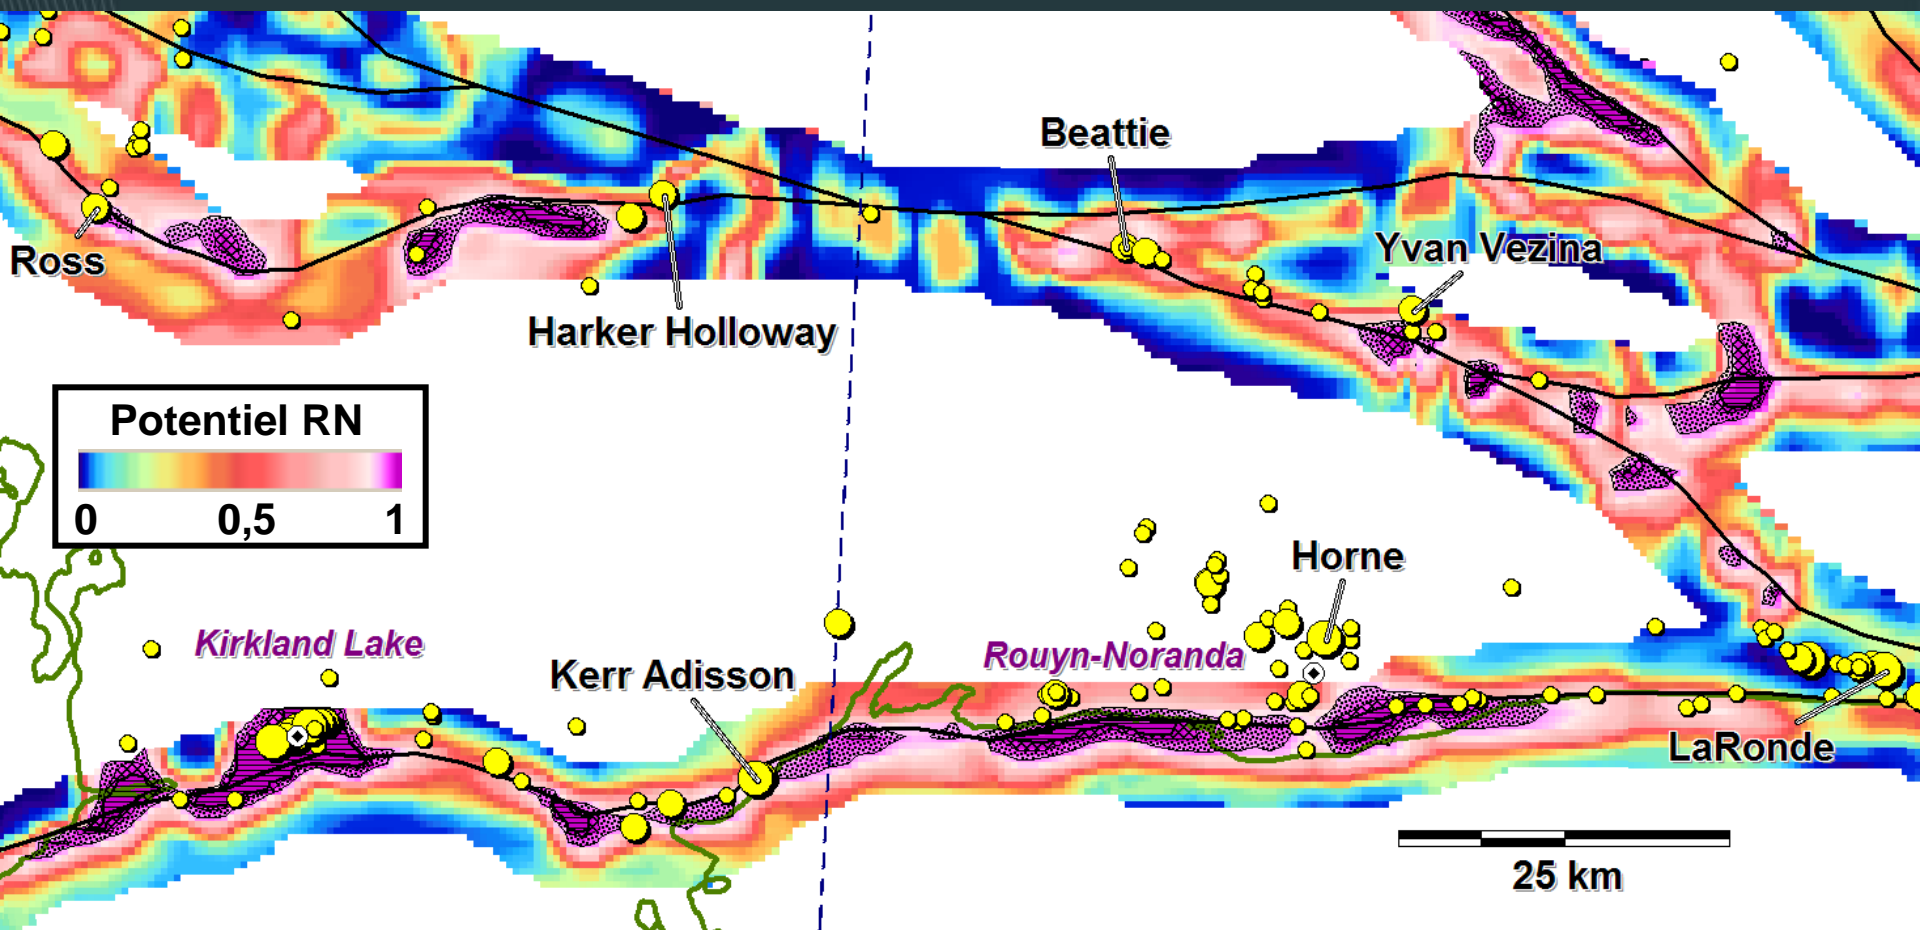 Beattie
Yvan Vezina
Ross
Harker Holloway
Potentiel RN
0 0,5 1
Horne
Kirkland Lake
Rouyn-Noranda
Kerr Adisson
LaRonde
25 km